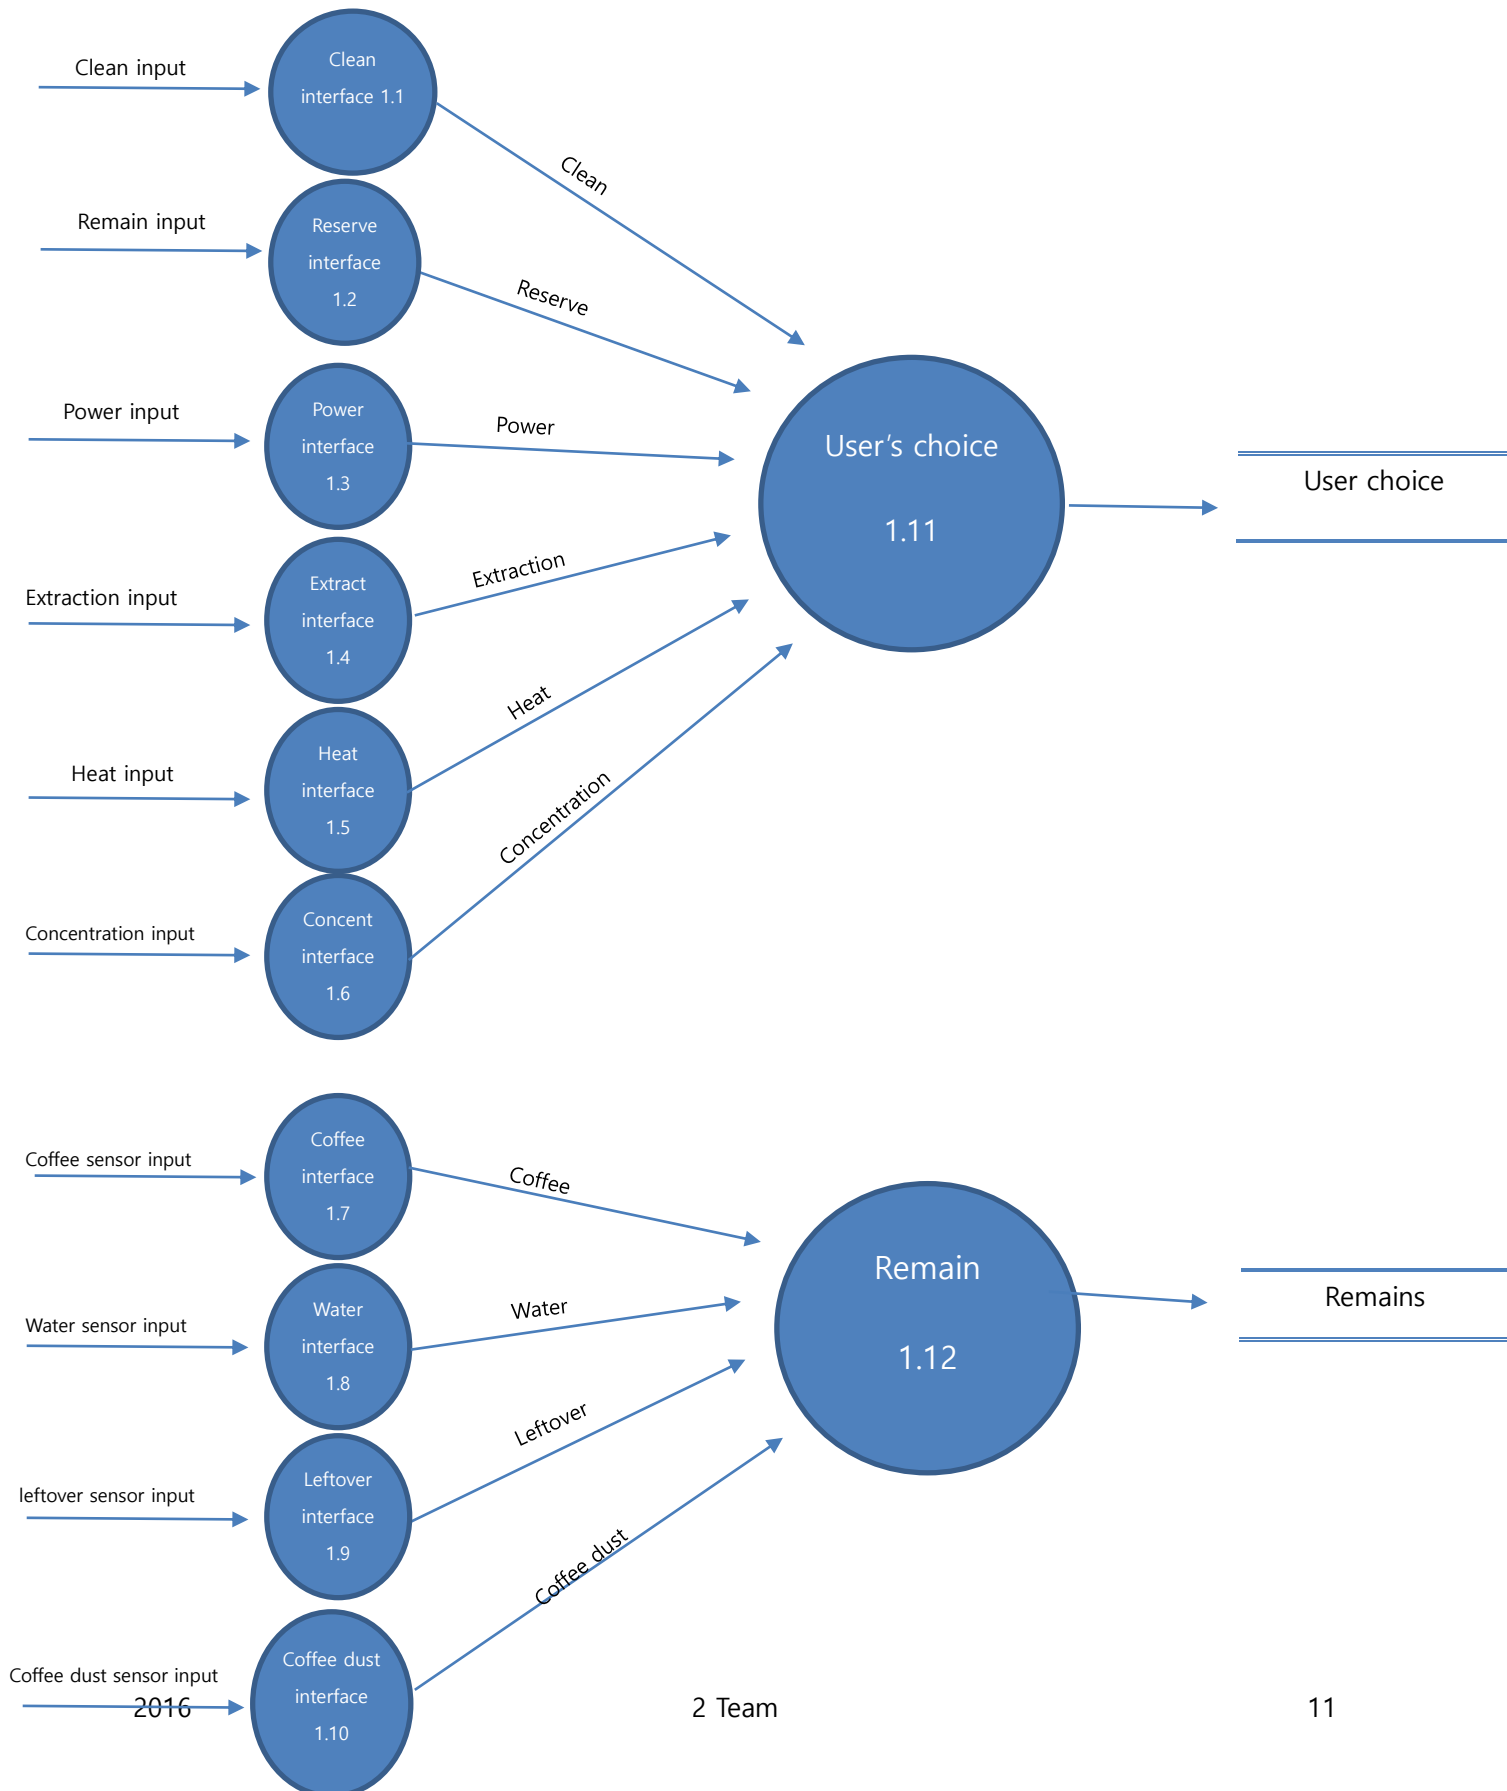 Clean input
Clean
interface 1.1
Clean
Remain input
Reserve
interface
1.2
Reserve
Power input
Power
interface
1.3
Power
User’s choice
1.11
User choice
Extraction input
Extract
interface
1.4
Extraction
Heat input
Heat
interface
1.5
Heat
Concentration input
Concent
interface
1.6
Concentration
Coffee sensor input
Coffee
interface
1.7
Coffee
Remain
1.12
Remains
Water sensor input
Water
interface
1.8
Water
leftover sensor input
Leftover
interface
1.9
Leftover
Coffee dust sensor input
Coffee dust
interface
1.10
Coffee dust
2016
2 Team
11